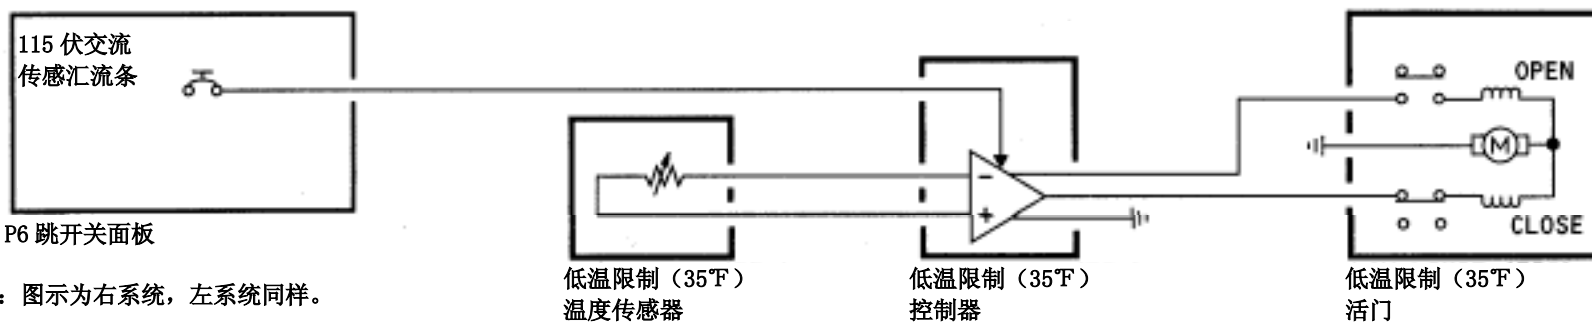 115 伏交流
传感汇流条
P6 跳开关面板
：图示为右系统，左系统同样。
低温限制（35℉）
温度传感器
−
+
低温限制（35℉）
控制器
OPEN
M
CLOSE
低温限制（35℉）
活门